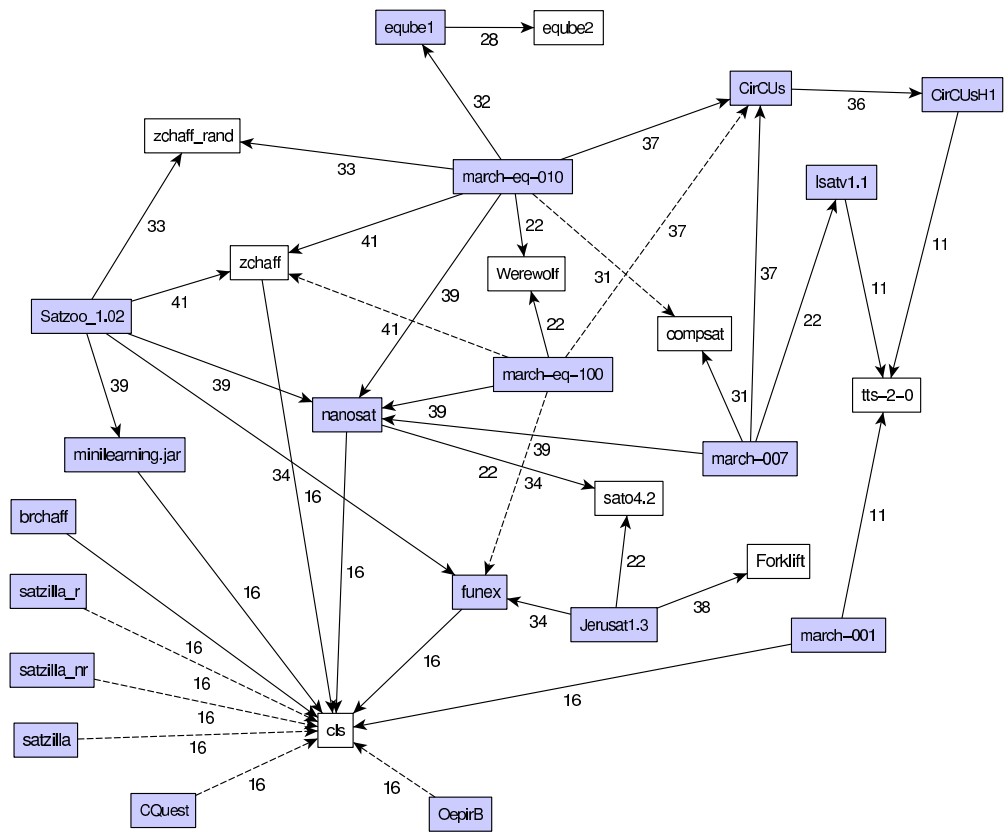 eqube1
28
eqube2
32
CirCUs
36
CirCUsH1
zchaff_rand
33
march-eq-010
37
lsatv1.1
33
22
41
37
11
zchaff
Werewolf
31
37
41
39
11
Satzoo_1.02
22
22
compsat
41
march-eq-100
39
39
31
tts-2-0
nanosat
39
39
minilearning.jar
march-007
34
22
34
16
sato4.2
brchaff
11
22
16
Forklift
16
satzilla_r
funex
38
34
Jerusat1.3
march-001
16
16
satzilla_nr
16
16
16
satzilla
16
cls
16
16
CQuest
OepirB